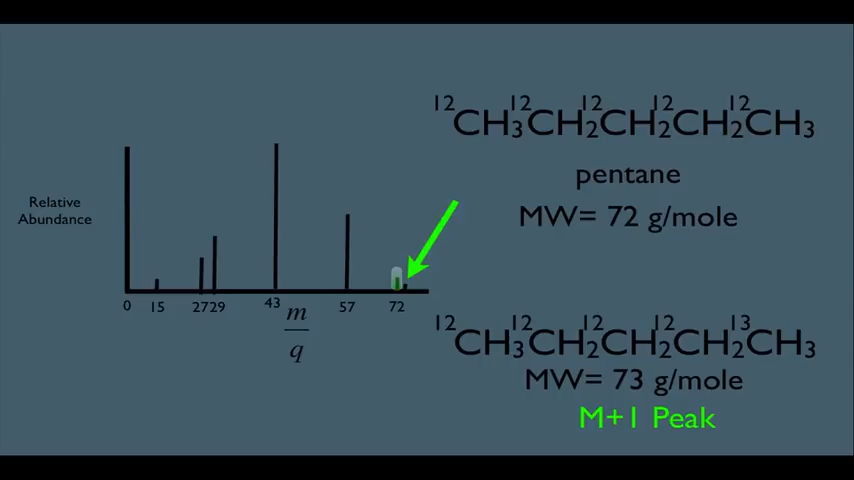 ¹²CH₃¹²CH₂¹²CH₂¹²CH₂¹²CH₃
pentane
MW= 72 g/mole
Relative
Abundance
0 15 27 29 43 57 72
m
q
¹²CH₃¹²CH₂¹²CH₂¹²CH₂¹³CH₃
MW= 73 g/mole
M+1 Peak